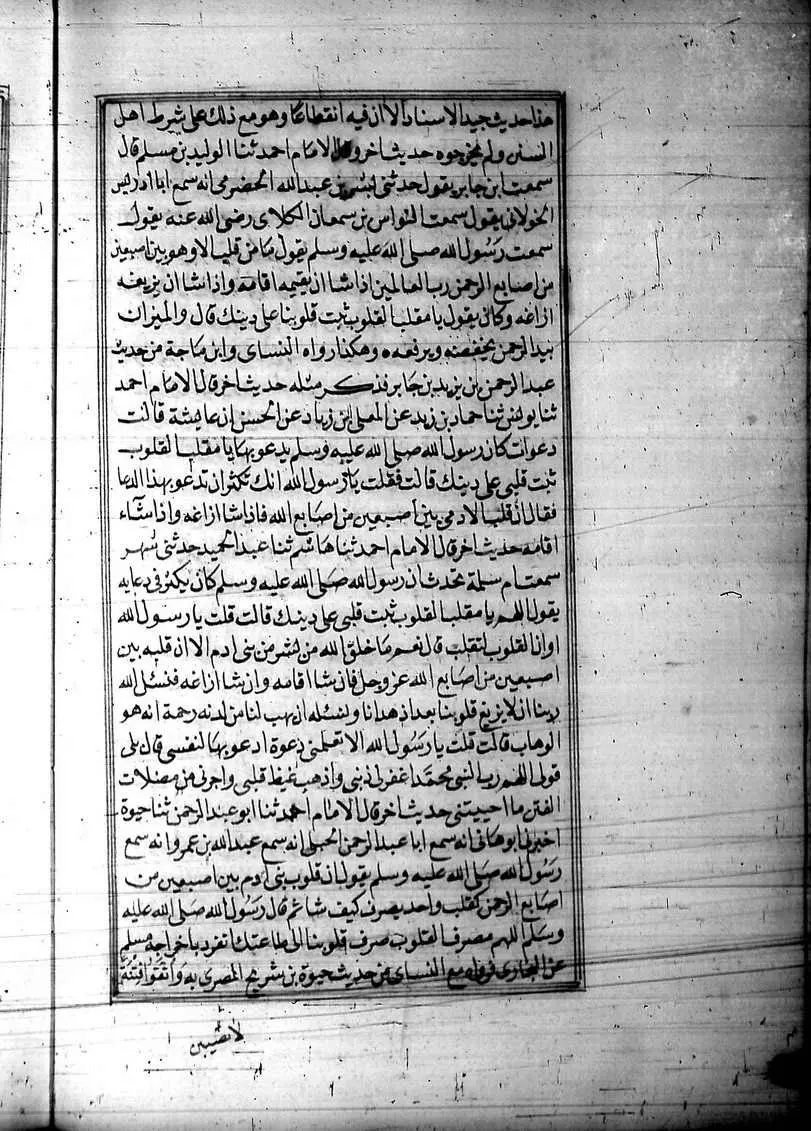 هذا حديث جيد الاسناد الا ان فيه انقطاعا وهو مع ذلك على شرط اهل
السنن ولم يخرجوه حديث اخر وقال الامام احمد ثنا الوليد بن مسلم قال
سمعت ابن جابر يقول حدثني بشر بن عبد الله الحضرمي انه سمع ابا ادريس
الخولاني يقول سمعت النواس بن سمعان الكلابي رضي الله عنه يقول
سمعت رسول الله صلى الله عليه وسلم يقول ما من قلب الا وهو بين اصبعين
من اصابع الرحمن رب العالمين اذا شا ان يقيمه اقامه واذا شا ان يزيغه
ازاغه وكان يقول يا مقلب القلوب ثبت قلوبنا على دينك قال والميزان
بيد الرحمن يخفضه ويرفعه وهكذا رواه النساى وابن ماجة من حديث
عبد الرحمن بن يزيد بن جابر فذكر مثله حديث اخر قال الامام احمد
ثنا يونس ثنا حماد بن زيد عن المعلى بن زياد عن الحسن ان عايشة قالت
دعوات كان رسول الله صلى الله عليه وسلم يدعو بها يا مقلب القلوب
ثبت قلبي على دينك قالت فقلت يا رسول الله انك تكثر ان تدعو بهذا الدعا
فقال ان قلب الادمي بين اصبعين من اصابع الله فاذا شا ازاغه واذا شآء
اقامه حديث اخر قال الامام احمد ثنا هاشم ثنا عبد الحميد حدثني شهر
سمعت ام سلمة تحدث ان رسول الله صلى الله عليه وسلم كان يكثر في دعايه
يقول اللهم يا مقلب القلوب ثبت قلبي على دينك قالت قلت يا رسول الله
اوان القلوب لتقلب قال نعم ما خلق الله من بشر من بني ادم الا ان قلبه بين
اصبعين من اصابع الله عز وجل فان شا اقامه وان شا ازاغه فنسئل الله
ربنا ان لا يزيغ قلوبنا بعد اذ هدانا ونسئله ان يهب لنا من لدنه رحمة انه هو
الوهاب قالت قلت يا رسول الله الا تعلمني دعوة ادعو بها لنفسي قال بلى
قولي اللهم رب النبي محمد اغفر لي ذنبي واذهب غيظ قلبي واجرني من مضلات
الفتن ما احييتني حديث اخر قال الامام احمد ثنا ابو عبد الرحمن ثنا حيوة
اخبرني ابو هانى انه سمع ابا عبد الرحمن الحبلي انه سمع عبد الله بن عمرو انه سمع
رسول الله صلى الله عليه وسلم يقول ان قلوب بني ادم بين اصبعين من
اصابع الرحمن كقلب واحد يصرف كيف شا ثم قال رسول الله صلى الله عليه
وسلم اللهم مصرف القلوب صرف قلوبنا الى طاعتك تفرد باخراجه مسلم
عن البخاري فرواه مع النساى من حديث حيوة بن شريح المصري به وَاتَّقُوا فِتْنَةً
لا تصيبن